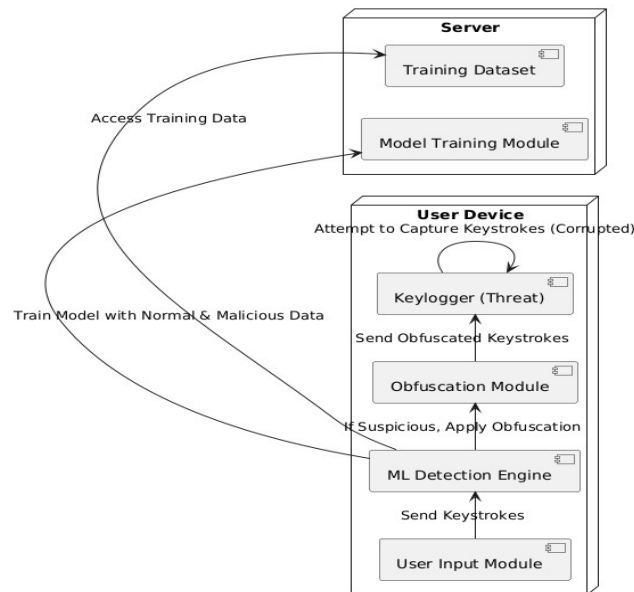 Server
Training Dataset
Access Training Data
Model Training Module
User Device
Attempt to Capture Keystrokes (Corrupted)
Keylogger (Threat)
Train Model with Normal & Malicious Data
Send Obfuscated Keystrokes
Obfuscation Module
If Suspicious, Apply Obfuscation
ML Detection Engine
Send Keystrokes
User Input Module